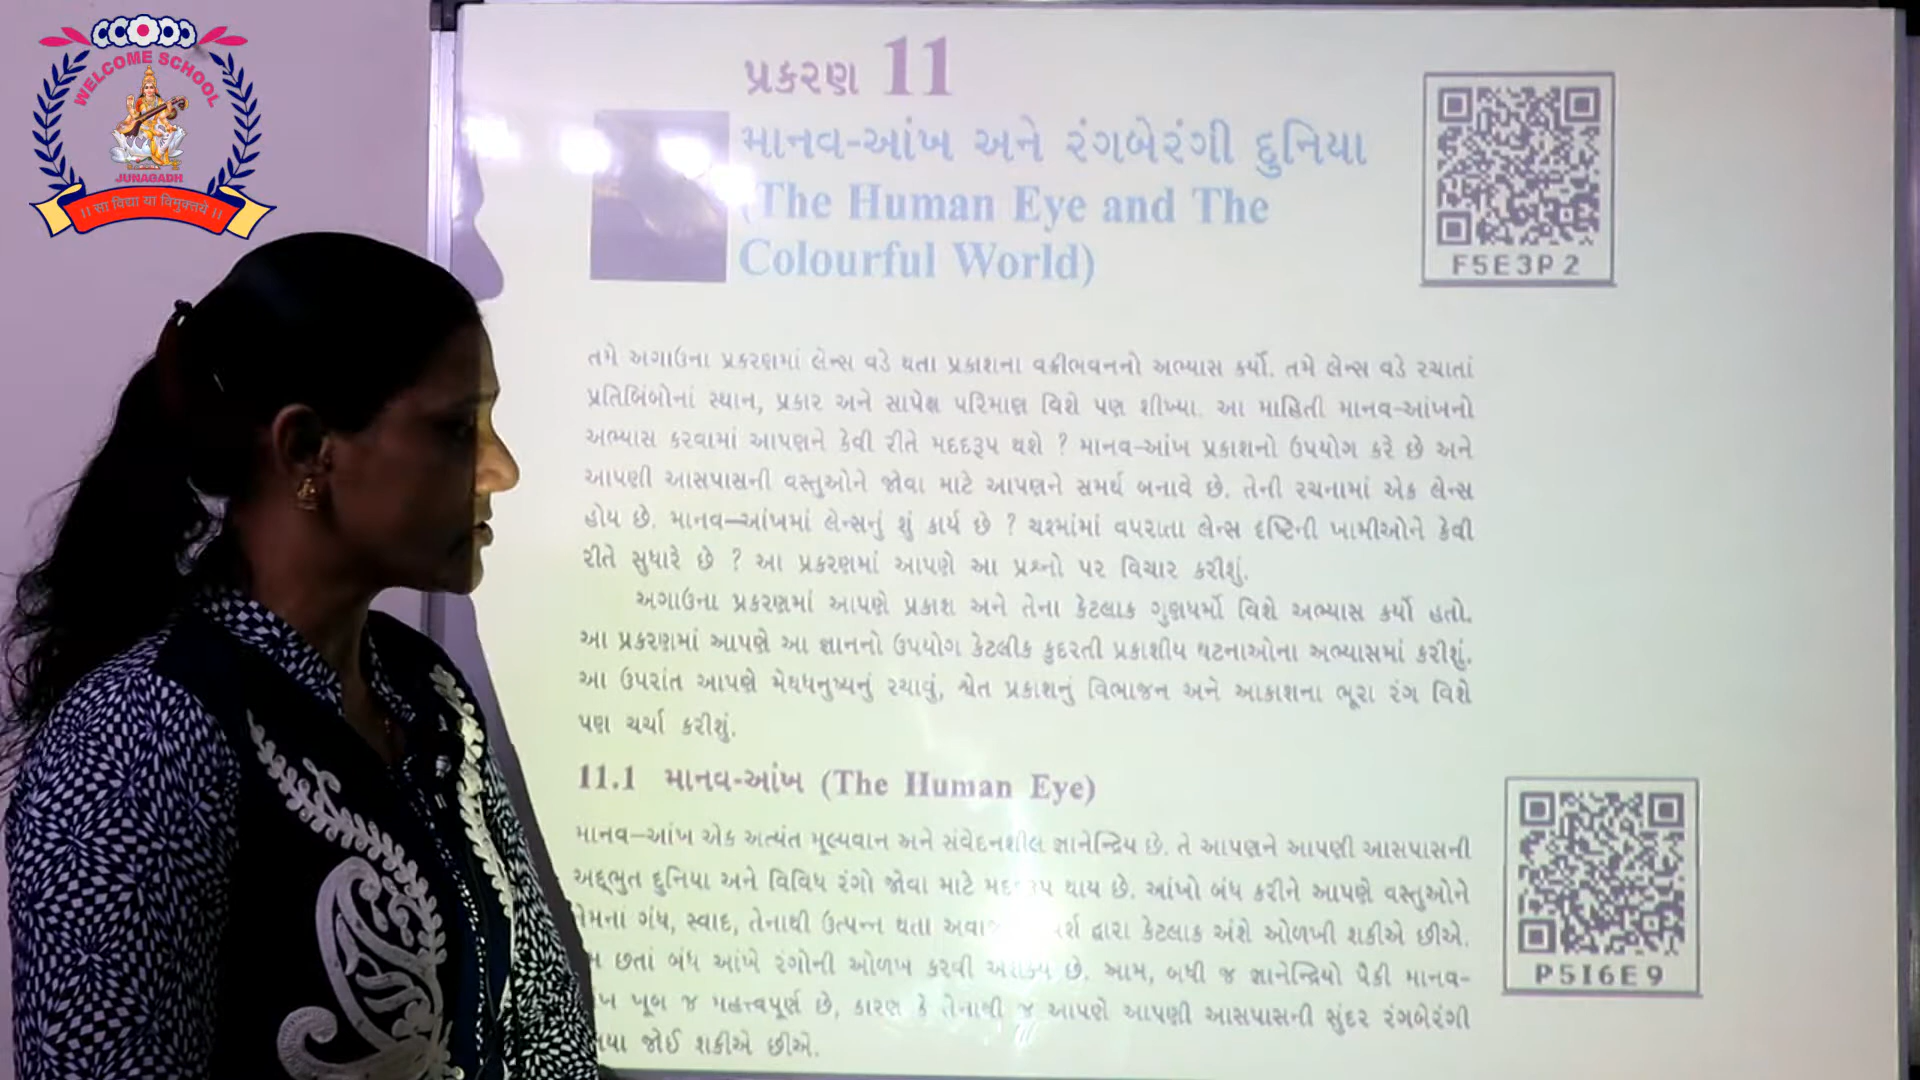 WELCOME SCHOOL
JUNAGADH
।। सा विद्या या विमुक्तये ।।
પ્રકરણ 11
માનવ-આંખ અને રંગબેરંગી દુનિયા
(The Human Eye and The
Colourful World)
F5E3P2
તમે અગાઉના પ્રકરણમાં લેન્સ વડે થતા પ્રકાશના વક્રીભવનનો અભ્યાસ કર્યો. તમે લેન્સ વડે રચાતાં
પ્રતિબિંબોનાં સ્થાન, પ્રકાર અને સાપેક્ષ પરિમાણ વિશે પણ શીખ્યા. આ માહિતી માનવ-આંખનો
અભ્યાસ કરવામાં આપણને કેવી રીતે મદદરૂપ થશે ? માનવ-આંખ પ્રકાશનો ઉપયોગ કરે છે અને
આપણી આસપાસની વસ્તુઓને જોવા માટે આપણને સમર્થ બનાવે છે. તેની રચનામાં એક લેન્સ
હોય છે. માનવ-આંખમાં લેન્સનું શું કાર્ય છે ? ચશ્માંમાં વપરાતા લેન્સ દૃષ્ટિની ખામીઓને કેવી
રીતે સુધારે છે ? આ પ્રકરણમાં આપણે આ પ્રશ્નો પર વિચાર કરીશું.
અગાઉના પ્રકરણમાં આપણે પ્રકાશ અને તેના કેટલાક ગુણધર્મો વિશે અભ્યાસ કર્યો હતો.
આ પ્રકરણમાં આપણે આ જ્ઞાનનો ઉપયોગ કેટલીક કુદરતી પ્રકાશીય ઘટનાઓના અભ્યાસમાં કરીશું.
આ ઉપરાંત આપણે મેઘધનુષ્યનું રચાવું, શ્વેત પ્રકાશનું વિભાજન અને આકાશના ભૂરા રંગ વિશે
પણ ચર્ચા કરીશું.
11.1 માનવ-આંખ (The Human Eye)
માનવ-આંખ એક અત્યંત મૂલ્યવાન અને સંવેદનશીલ જ્ઞાનેન્દ્રિય છે. તે આપણને આપણી આસપાસની
અદ્ભુત દુનિયા અને વિવિધ રંગો જોવા માટે મદદરૂપ થાય છે. આંખો બંધ કરીને આપણે વસ્તુઓને
ગંધ, સ્વાદ, તેનાથી ઉત્પન્ન થતા દ્વારા કેટલાક અંશે ઓળખી શકીએ છીએ.
છતાં બંધ આંખે રંગોની ઓળખ કરવી અશક્ય છે. આમ, બધી જ જ્ઞાનેન્દ્રિયો પૈકી માનવ-
ખૂબ જ મહત્ત્વપૂર્ણ છે, કારણ કે તેનાથી જ આપણે આપણી આસપાસની સુંદર રંગબેરંગી
જોઈ શકીએ છીએ.
P5I6E9